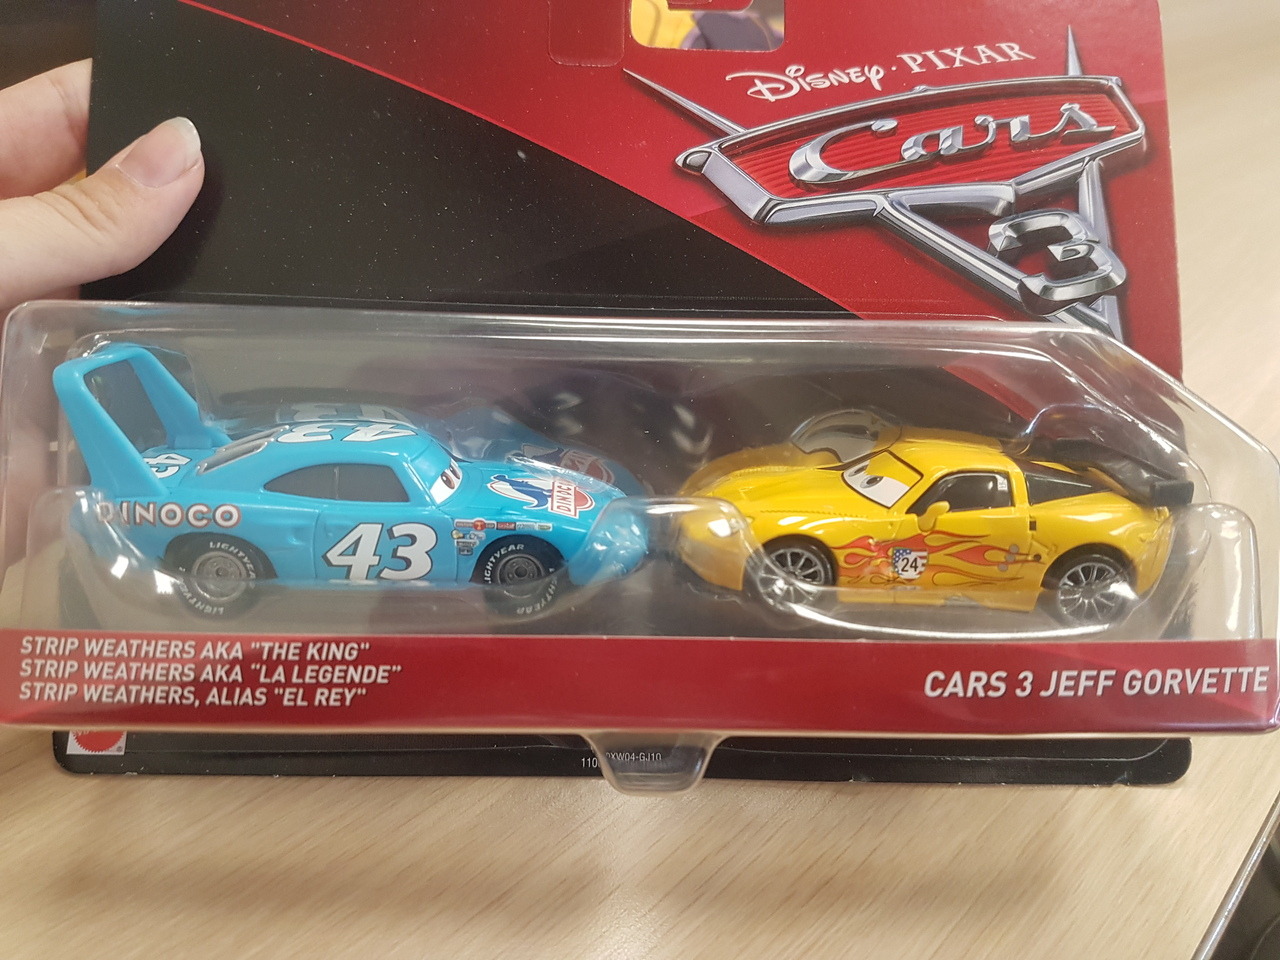 DISNEY·PIXAR
Cars
3
43
DINOCO
43
LIGHTYEAR
LIGHTYEAR
DINOCO
24
STRIP WEATHERS AKA "THE KING"
STRIP WEATHERS AKA "LA LEGENDE"
STRIP WEATHERS, ALIAS "EL REY"
CARS 3 JEFF GORVETTE